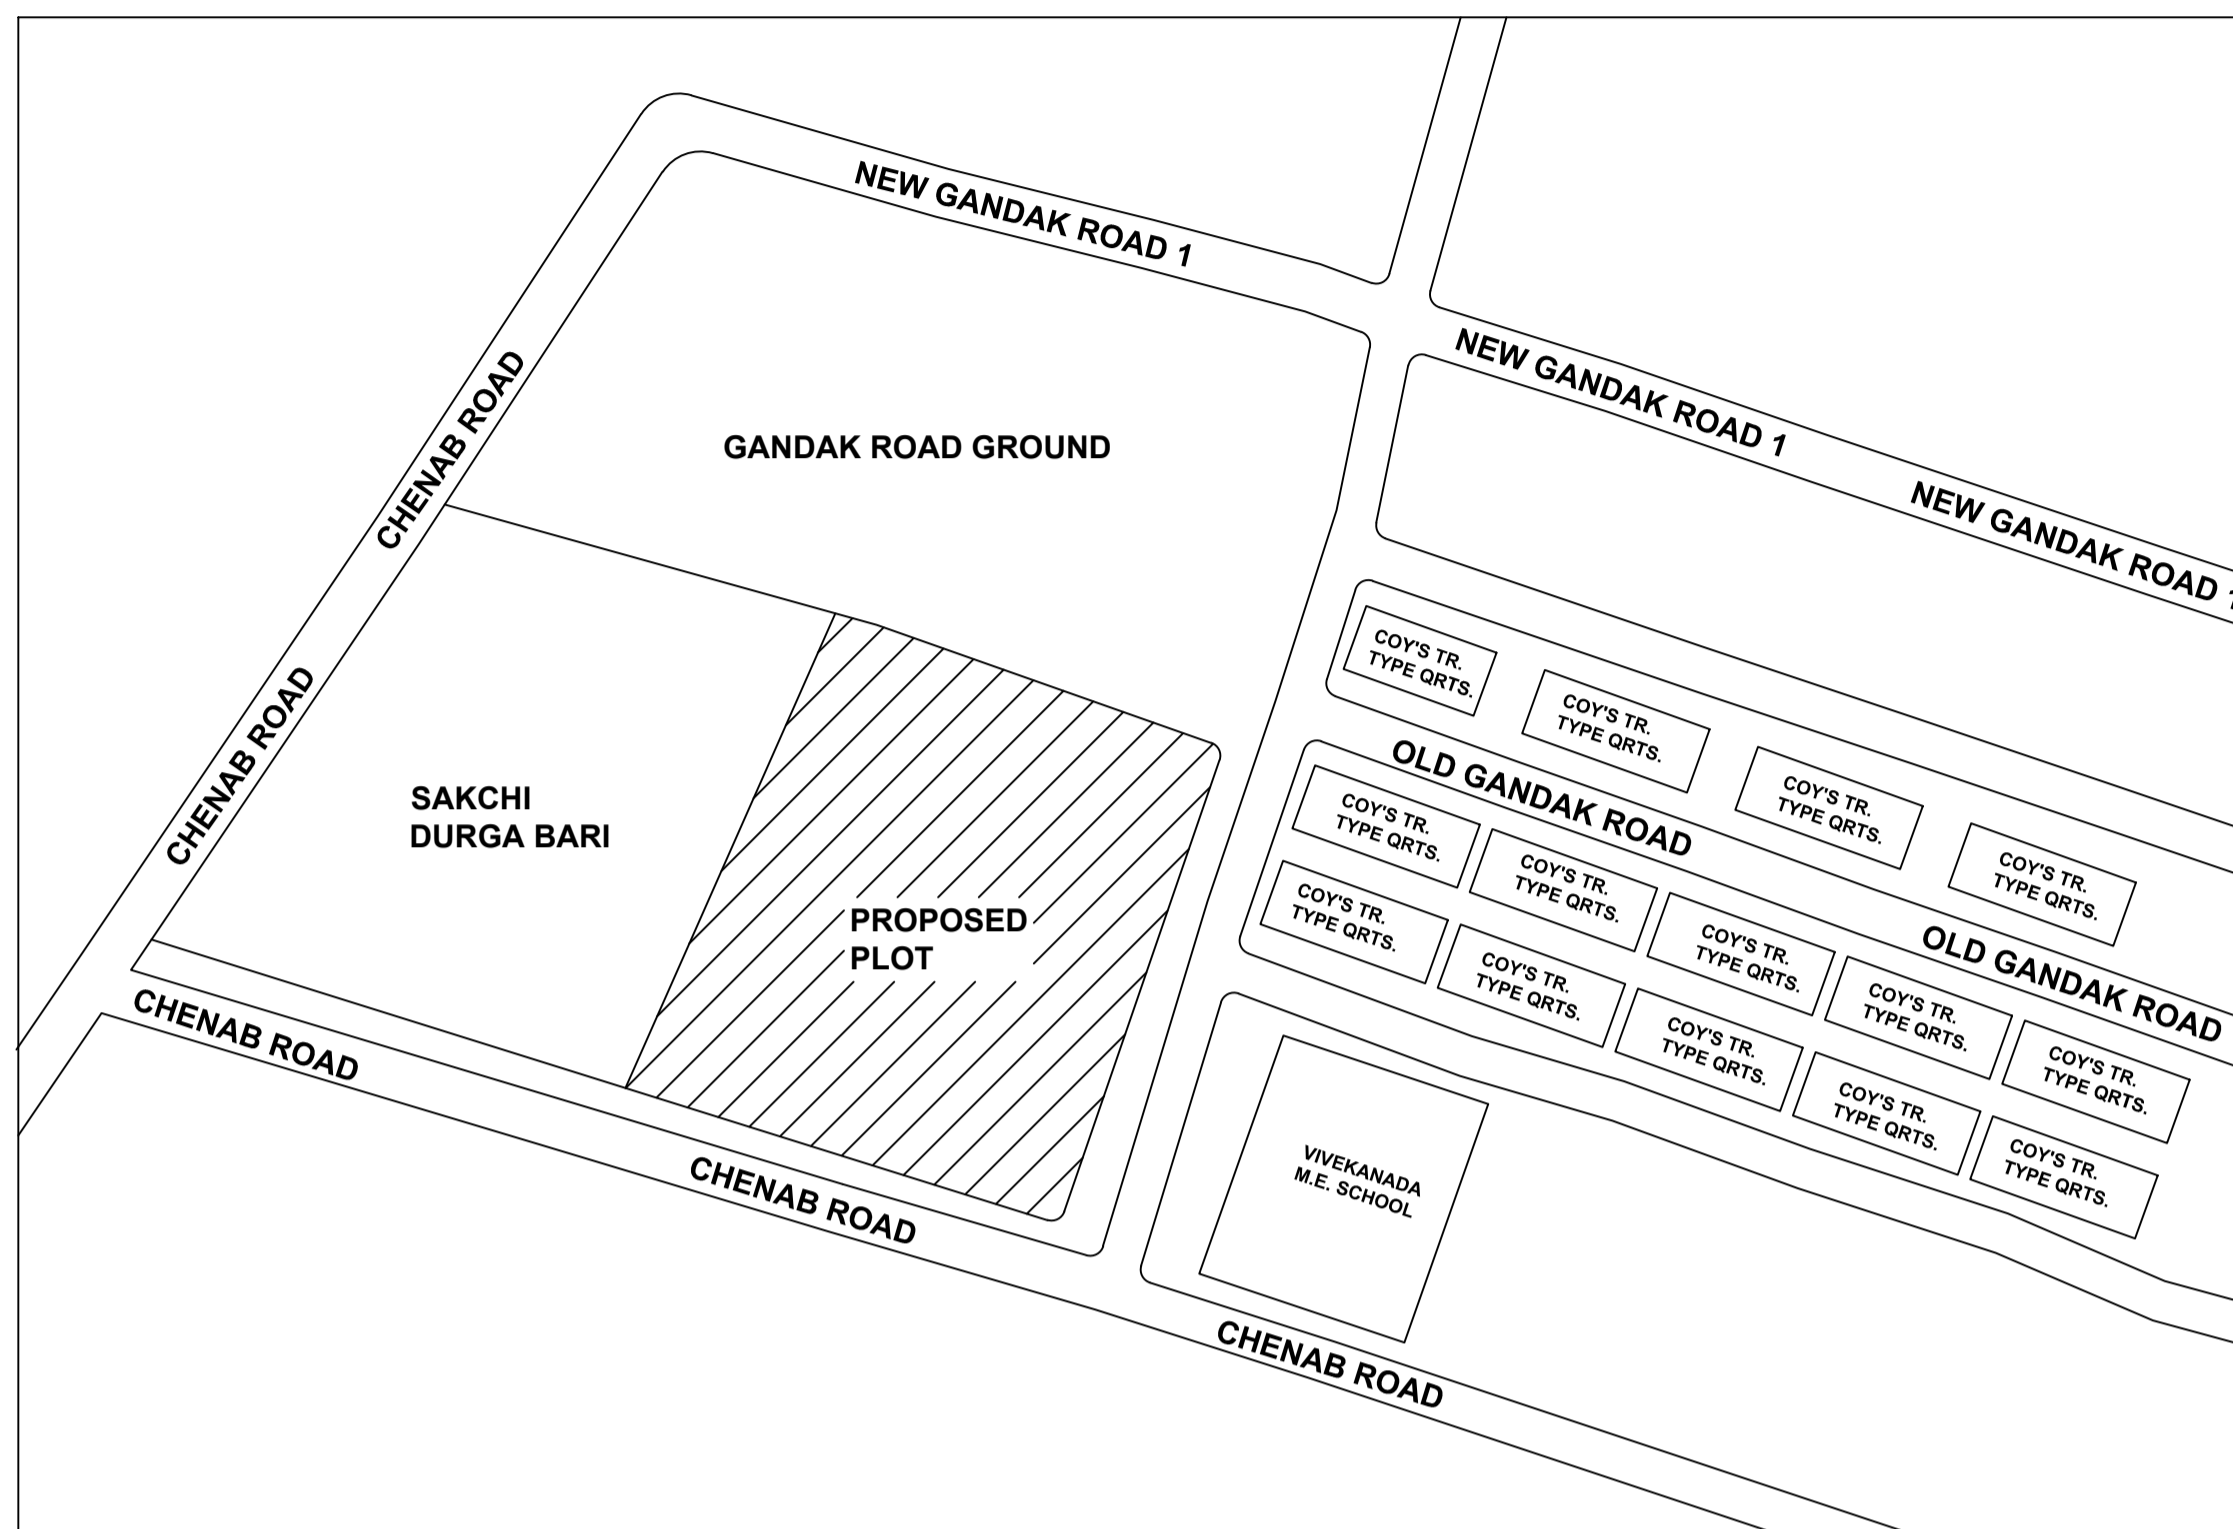 NEW GANDAK ROAD 1
NEW GANDAK ROAD 1
NEW GANDAK ROAD 1
CHENAB ROAD
GANDAK ROAD GROUND
COY'S TR.
TYPE QRTS.
COY'S TR.
TYPE QRTS.
COY'S TR.
TYPE QRTS.
COY'S TR.
TYPE QRTS.
OLD GANDAK ROAD
OLD GANDAK ROAD
CHENAB ROAD
SAKCHI
DURGA BARI
PROPOSED
PLOT
COY'S TR.
TYPE QRTS.
COY'S TR.
TYPE QRTS.
COY'S TR.
TYPE QRTS.
COY'S TR.
TYPE QRTS.
COY'S TR.
TYPE QRTS.
COY'S TR.
TYPE QRTS.
COY'S TR.
TYPE QRTS.
COY'S TR.
TYPE QRTS.
COY'S TR.
TYPE QRTS.
COY'S TR.
TYPE QRTS.
CHENAB ROAD
CHENAB ROAD
VIVEKANADA
M.E. SCHOOL
CHENAB ROAD